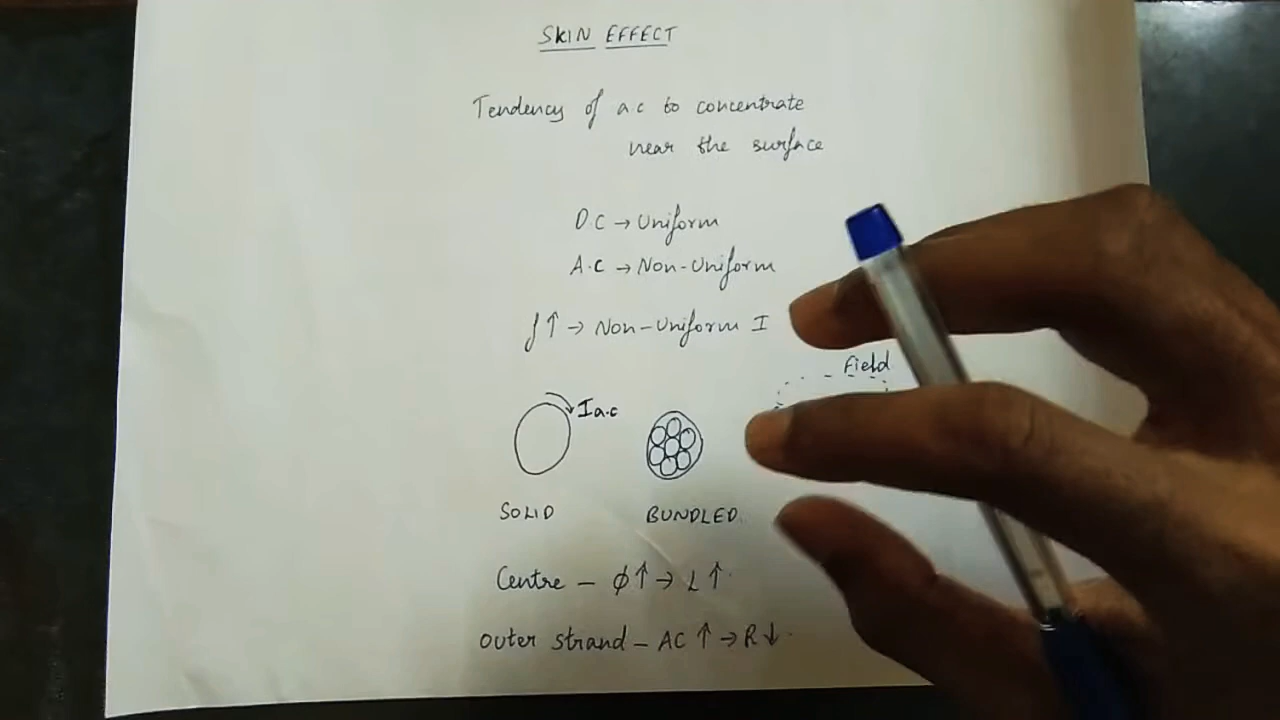 SKIN EFFECT
Tendency of a.c to concentrate
near the surface
D.C → Uniform
A.C → Non-Uniform
f↑ → Non-Uniform I
Field
Ia.c
SOLID
BUNDLED
Centre – ϕ↑ → L↑
Outer strand – AC ↑ → R↓